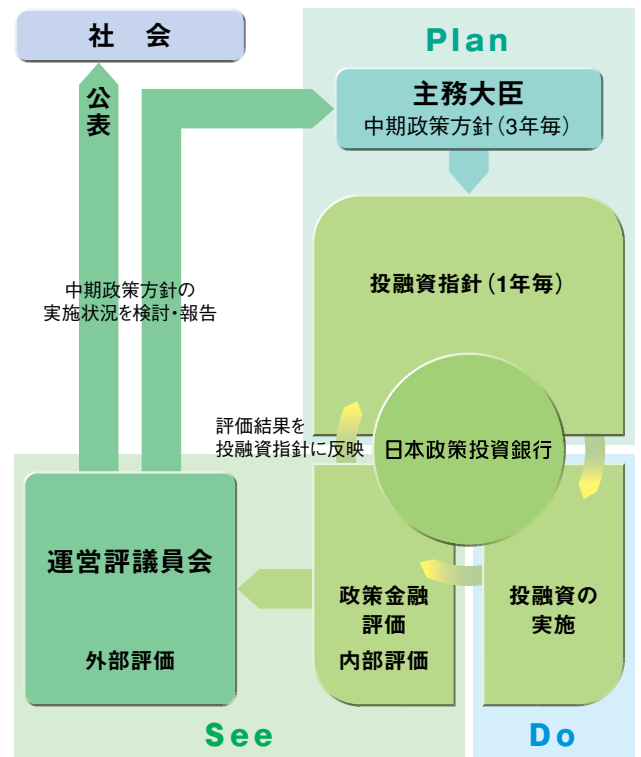 社 会
Plan
公表
主務大臣
中期政策方針（3年毎）
投融資指針（1年毎）
中期政策方針の
実施状況を検討・報告
評価結果を
投融資指針に反映
日本政策投資銀行
運営評議員会
外部評価
政策金融
評価
内部評価
投融資の
実施
See
Do